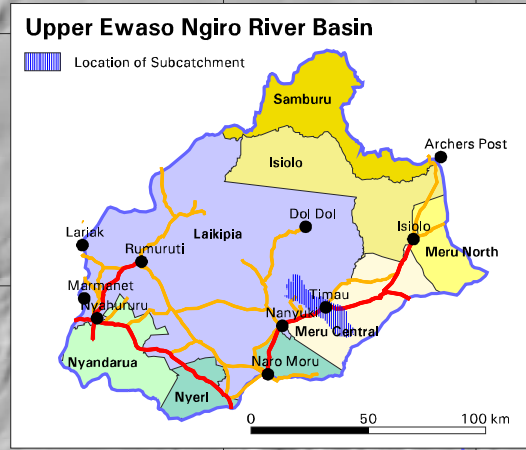 Upper Ewaso Ngiro River Basin
Location of Subcatchment
Samburu
Archers Post
Isiolo
Dol Dol
Lariak
Laikipia
Isiolo
Rumuruti
Meru North
Marmanet
Timau
Nyahururu
Nanyuki
Meru Central
Nyandarua
Naro Moru
Nyeri
0 50 100 km